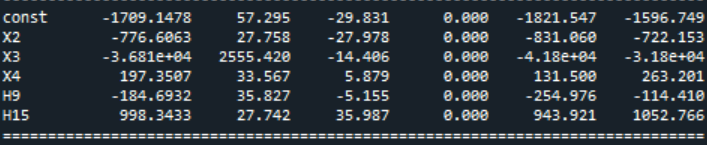 ==============================================================================
const -1709.1478 57.295 -29.831 0.000 -1821.547 -1596.749
X2 -776.6063 27.758 -27.978 0.000 -831.060 -722.153
X3 -3.681e+04 2555.420 -14.406 0.000 -4.18e+04 -3.18e+04
X4 197.3507 33.567 5.879 0.000 131.500 263.201
H9 -184.6932 35.827 -5.155 0.000 -254.976 -114.410
H15 998.3433 27.742 35.987 0.000 943.921 1052.766
==============================================================================